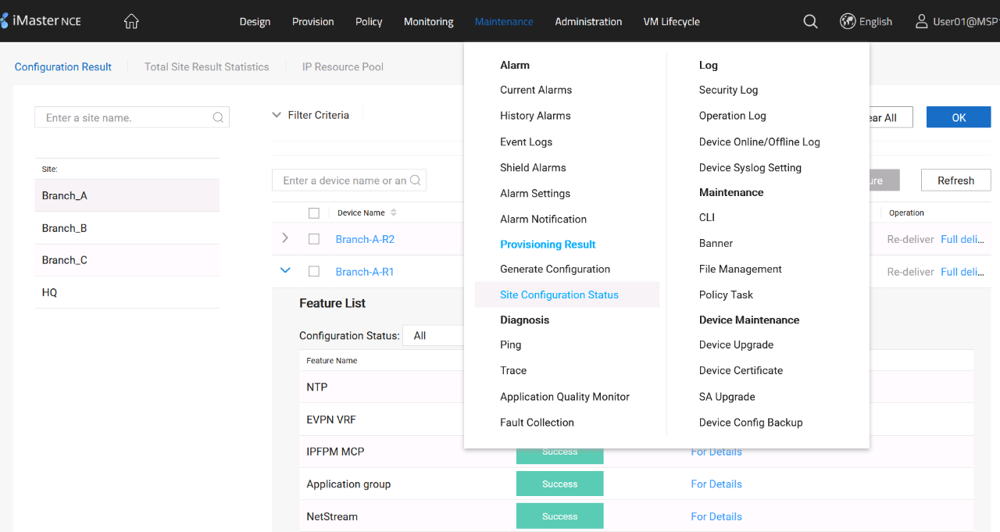 iMaster NCE
Design Provision Policy Monitoring Maintenance Administration VM Lifecycle English User01@MSP
Configuration Result Total Site Result Statistics IP Resource Pool
Enter a site name.
Site:
Branch_A
Branch_B
Branch_C
HQ
Filter Criteria
OK
Enter a device name or an
Refresh
Device Name Operation
Branch-A-R2 Re-deliver Full deli...
Branch-A-R1 Re-deliver Full deli...
Feature List
Configuration Status: All
Feature Name
NTP
EVPN VRF
IPFPM MCP Success For Details
Application group Success For Details
NetStream Success For Details
Alarm
Current Alarms
History Alarms
Event Logs
Shield Alarms
Alarm Settings
Alarm Notification
Provisioning Result
Generate Configuration
Site Configuration Status
Diagnosis
Ping
Trace
Application Quality Monitor
Fault Collection
Log
Security Log
Operation Log
Device Online/Offline Log
Device Syslog Setting
Maintenance
CLI
Banner
File Management
Policy Task
Device Maintenance
Device Upgrade
Device Certificate
SA Upgrade
Device Config Backup